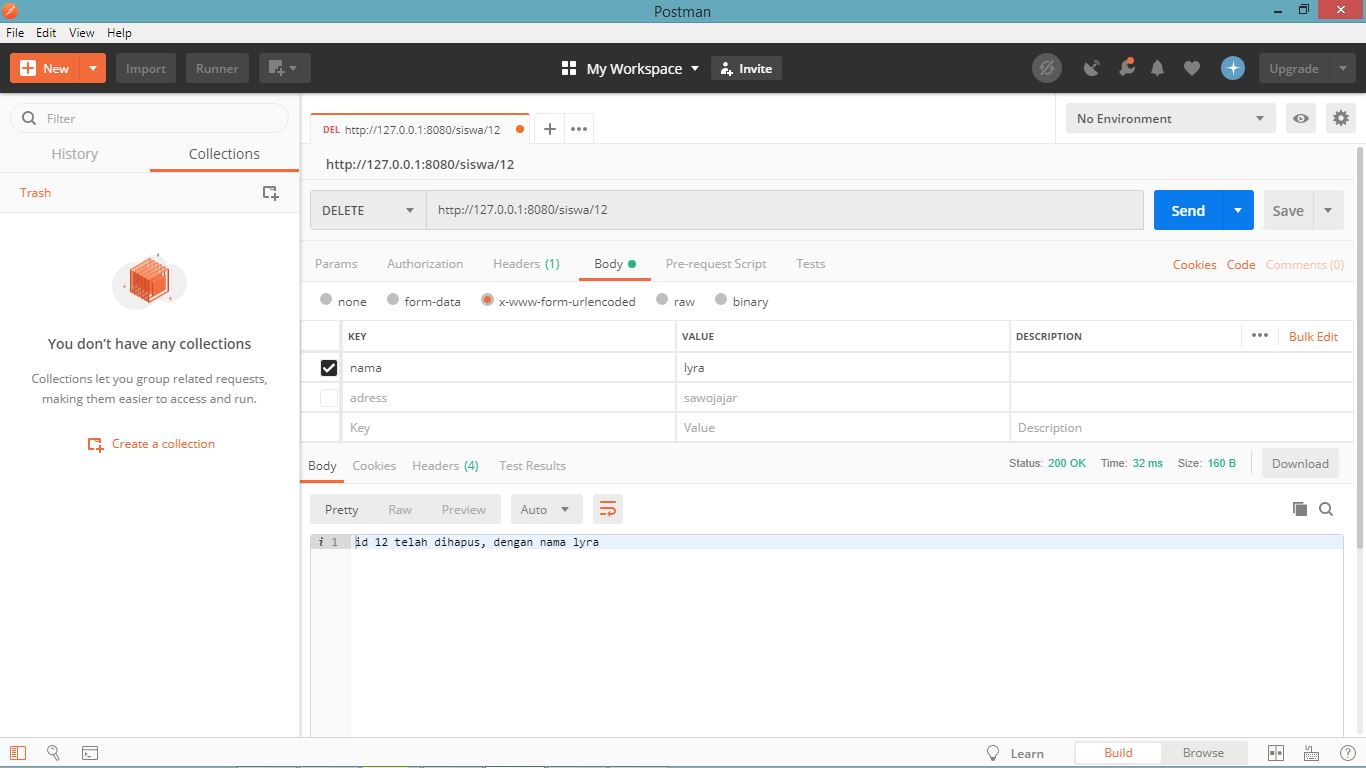 Postman
File Edit View Help
New Import Runner My Workspace Invite Upgrade
Filter
History Collections
Trash
You don't have any collections
Collections let you group related requests,
making them easier to access and run.
Create a collection
DEL http://127.0.0.1:8080/siswa/12
No Environment
http://127.0.0.1:8080/siswa/12
DELETE http://127.0.0.1:8080/siswa/12 Send Save
Params Authorization Headers (1) Body Pre-request Script Tests Cookies Code Comments (0)
none form-data x-www-form-urlencoded raw binary
KEY VALUE DESCRIPTION Bulk Edit
nama lyra
adress sawojajar
Key Value Description
Body Cookies Headers (4) Test Results Status: 200 OK Time: 32 ms Size: 160 B Download
Pretty Raw Preview Auto
i 1 id 12 telah dihapus, dengan nama lyra
Learn Build Browse